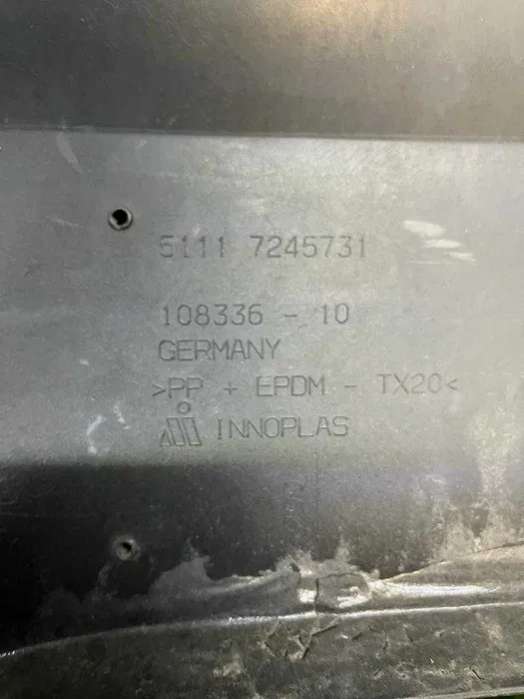 5111 7245731
108336 - 10
GERMANY
>PP + EPDM - TX20<
INNOPLAS